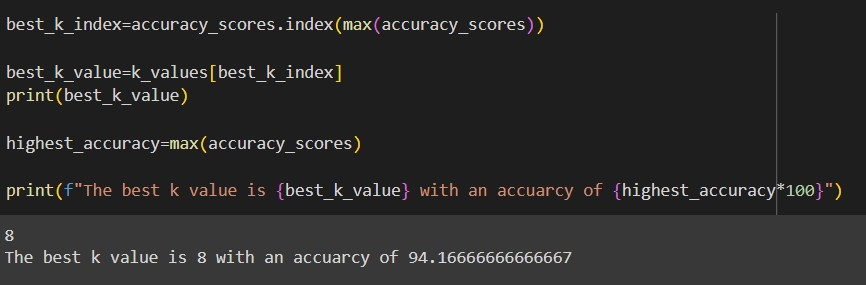 best_k_index=accuracy_scores.index(max(accuracy_scores))
best_k_value=k_values[best_k_index]
print(best_k_value)
highest_accuracy=max(accuracy_scores)
print(f"The best k value is {best_k_value} with an accuarcy of {highest_accuracy*100}")
8
The best k value is 8 with an accuarcy of 94.16666666666667